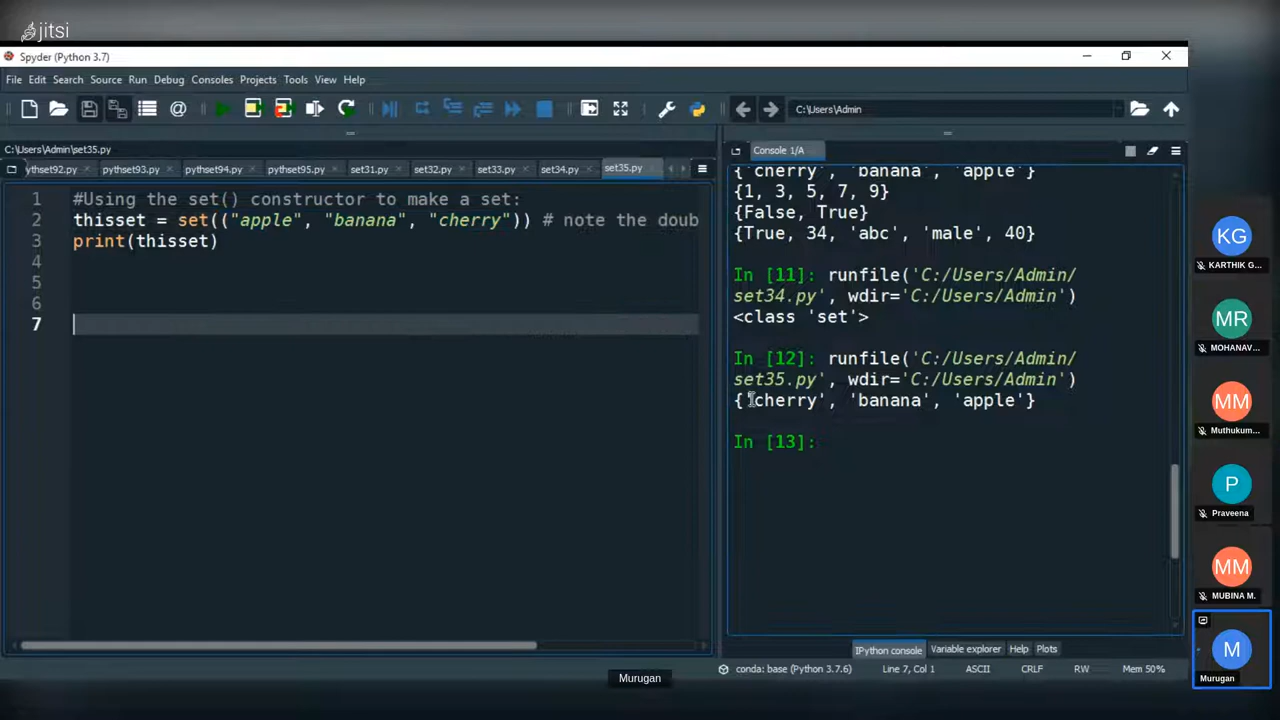 jitsi
Spyder (Python 3.7)
File Edit Search Source Run Debug Consoles Projects Tools View Help
C:\Users\Admin
C:\Users\Admin\set35.py
ythset92.py pythset93.py pythset94.py pythset95.py set31.py set32.py set33.py set34.py set35.py
1 #Using the set() constructor to make a set:
2 thisset = set(("apple", "banana", "cherry")) # note the doub
3 print(thisset)
4
5
6
7
Console 1/A
{'cherry', 'banana', 'apple'}
{1, 3, 5, 7, 9}
{False, True}
{True, 34, 'abc', 'male', 40}
In [11]: runfile('C:/Users/Admin/
set34.py', wdir='C:/Users/Admin')
<class 'set'>
In [12]: runfile('C:/Users/Admin/
set35.py', wdir='C:/Users/Admin')
{'cherry', 'banana', 'apple'}
In [13]:
IPython console Variable explorer Help Plots
conda: base (Python 3.7.6) Line 7, Col 1 ASCII CRLF RW Mem 50%
Murugan
KG
KARTHIK G...
MR
MOHANAV...
MM
Muthukum...
P
Praveena
MM
MUBINA M.
M
Murugan